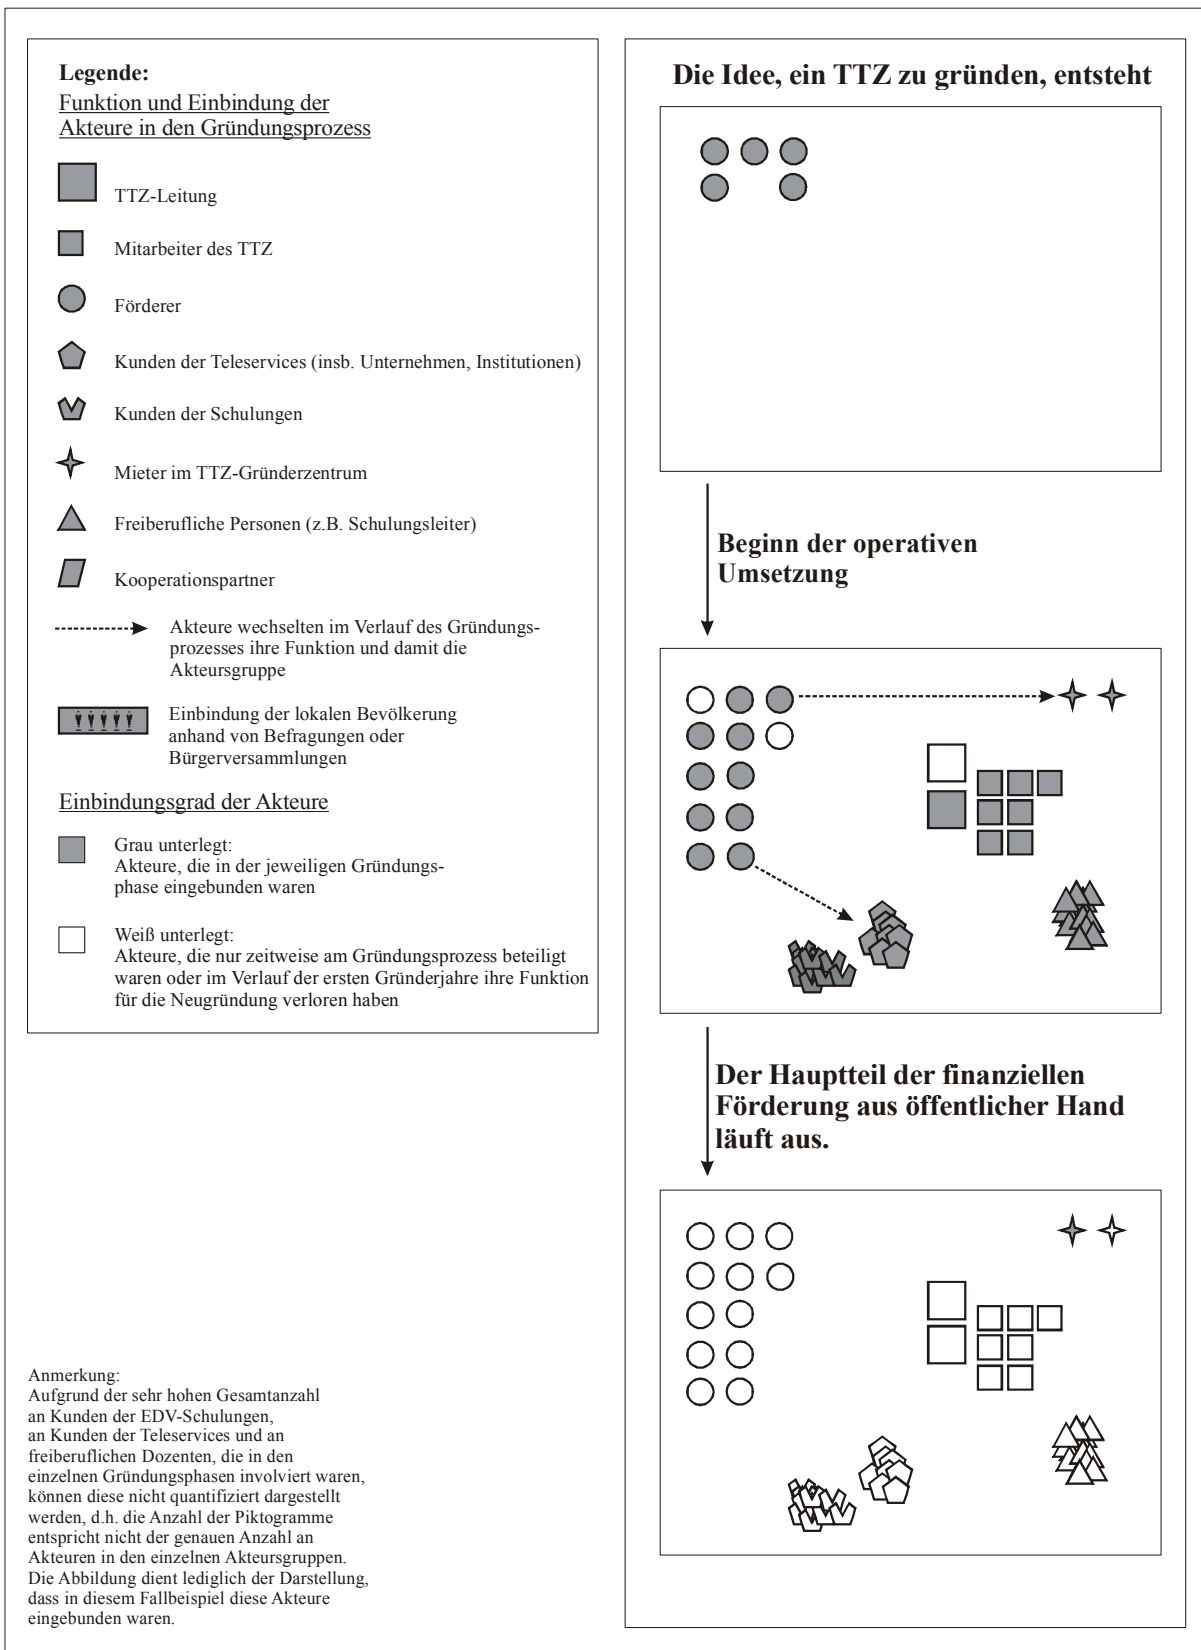 Legende:
Funktion und Einbindung der
Akteure in den Gründungsprozess
TTZ-Leitung
Mitarbeiter des TTZ
Förderer
Kunden der Teleservices (insb. Unternehmen, Institutionen)
Kunden der Schulungen
Mieter im TTZ-Gründerzentrum
Freiberufliche Personen (z.B. Schulungsleiter)
Kooperationspartner
Akteure wechselten im Verlauf des Gründungs-
prozesses ihre Funktion und damit die
Akteursgruppe
Einbindung der lokalen Bevölkerung
anhand von Befragungen oder
Bürgerversammlungen
Einbindungsgrad der Akteure
Grau unterlegt:
Akteure, die in der jeweiligen Gründungs-
phase eingebunden waren
Weiß unterlegt:
Akteure, die nur zeitweise am Gründungsprozess beteiligt
waren oder im Verlauf der ersten Gründerjahre ihre Funktion
für die Neugründung verloren haben
Anmerkung:
Aufgrund der sehr hohen Gesamtanzahl
an Kunden der EDV-Schulungen,
an Kunden der Teleservices und an
freiberuflichen Dozenten, die in den
einzelnen Gründungsphasen involviert waren,
können diese nicht quantifiziert dargestellt
werden, d.h. die Anzahl der Piktogramme
entspricht nicht der genauen Anzahl an
Akteuren in den einzelnen Akteursgruppen.
Die Abbildung dient lediglich der Darstellung,
dass in diesem Fallbeispiel diese Akteure
eingebunden waren.
Die Idee, ein TTZ zu gründen, entsteht
Beginn der operativen
Umsetzung
Der Hauptteil der finanziellen
Förderung aus öffentlicher Hand
läuft aus.